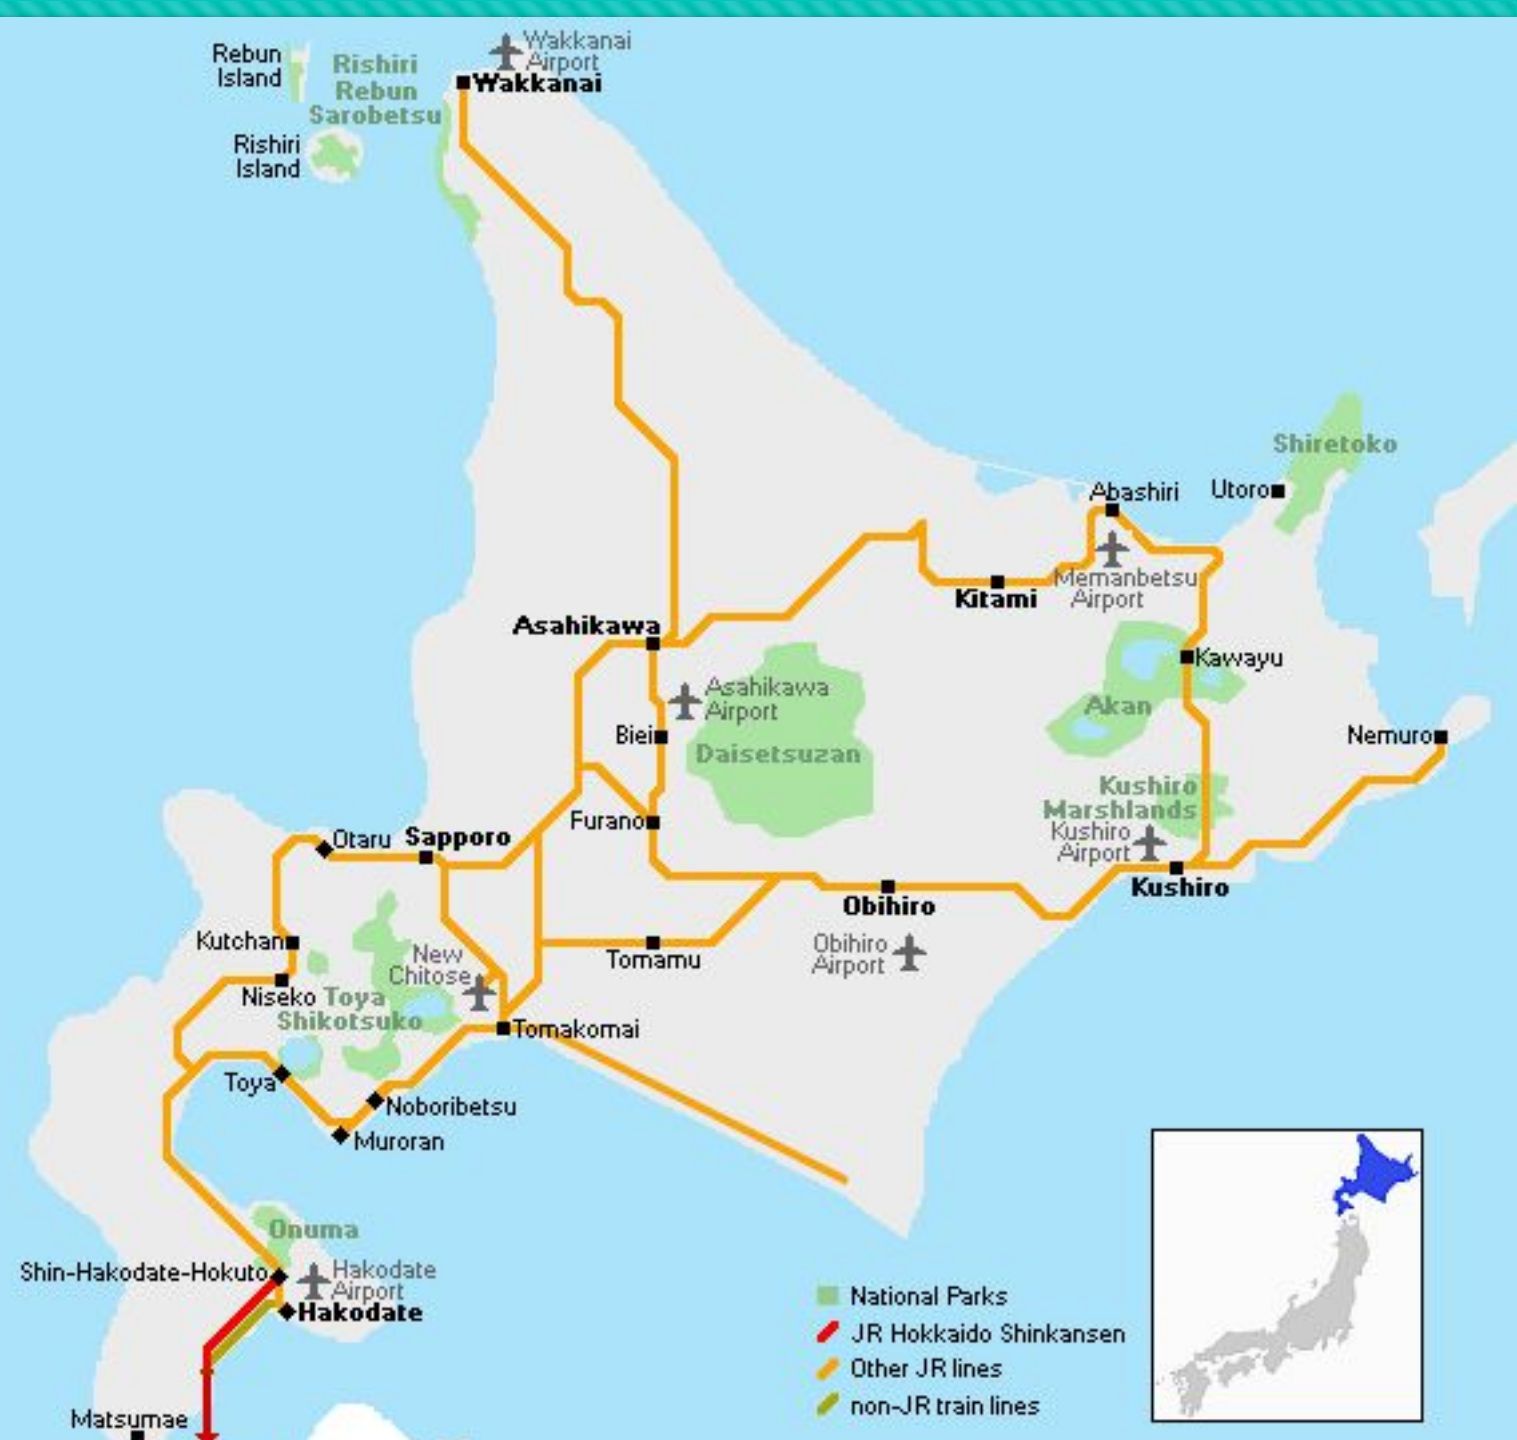 Wakkanai
Airport
Wakkanai
Rebun
Island
Rishiri
Rebun
Sarobetsu
Rishiri
Island
Shiretoko
Utoro
Abashiri
Memanbetsu
Airport
Kitami
Asahikawa
Kawayu
Asahikawa
Airport
Akan
Biei
Daisetsuzan
Nemuro
Kushiro
Marshlands
Kushiro
Airport
Furano
Otaru
Sapporo
Kushiro
Obihiro
Kutchan
New
Chitose
Tomamu
Obihiro
Airport
Niseko
Toya
Shikotsuko
Tomakomai
Toya
Noboribetsu
Muroran
Onuma
Shin-Hakodate-Hokuto
Hakodate
Airport
Hakodate
National Parks
JR Hokkaido Shinkansen
Other JR lines
non-JR train lines
Matsumae